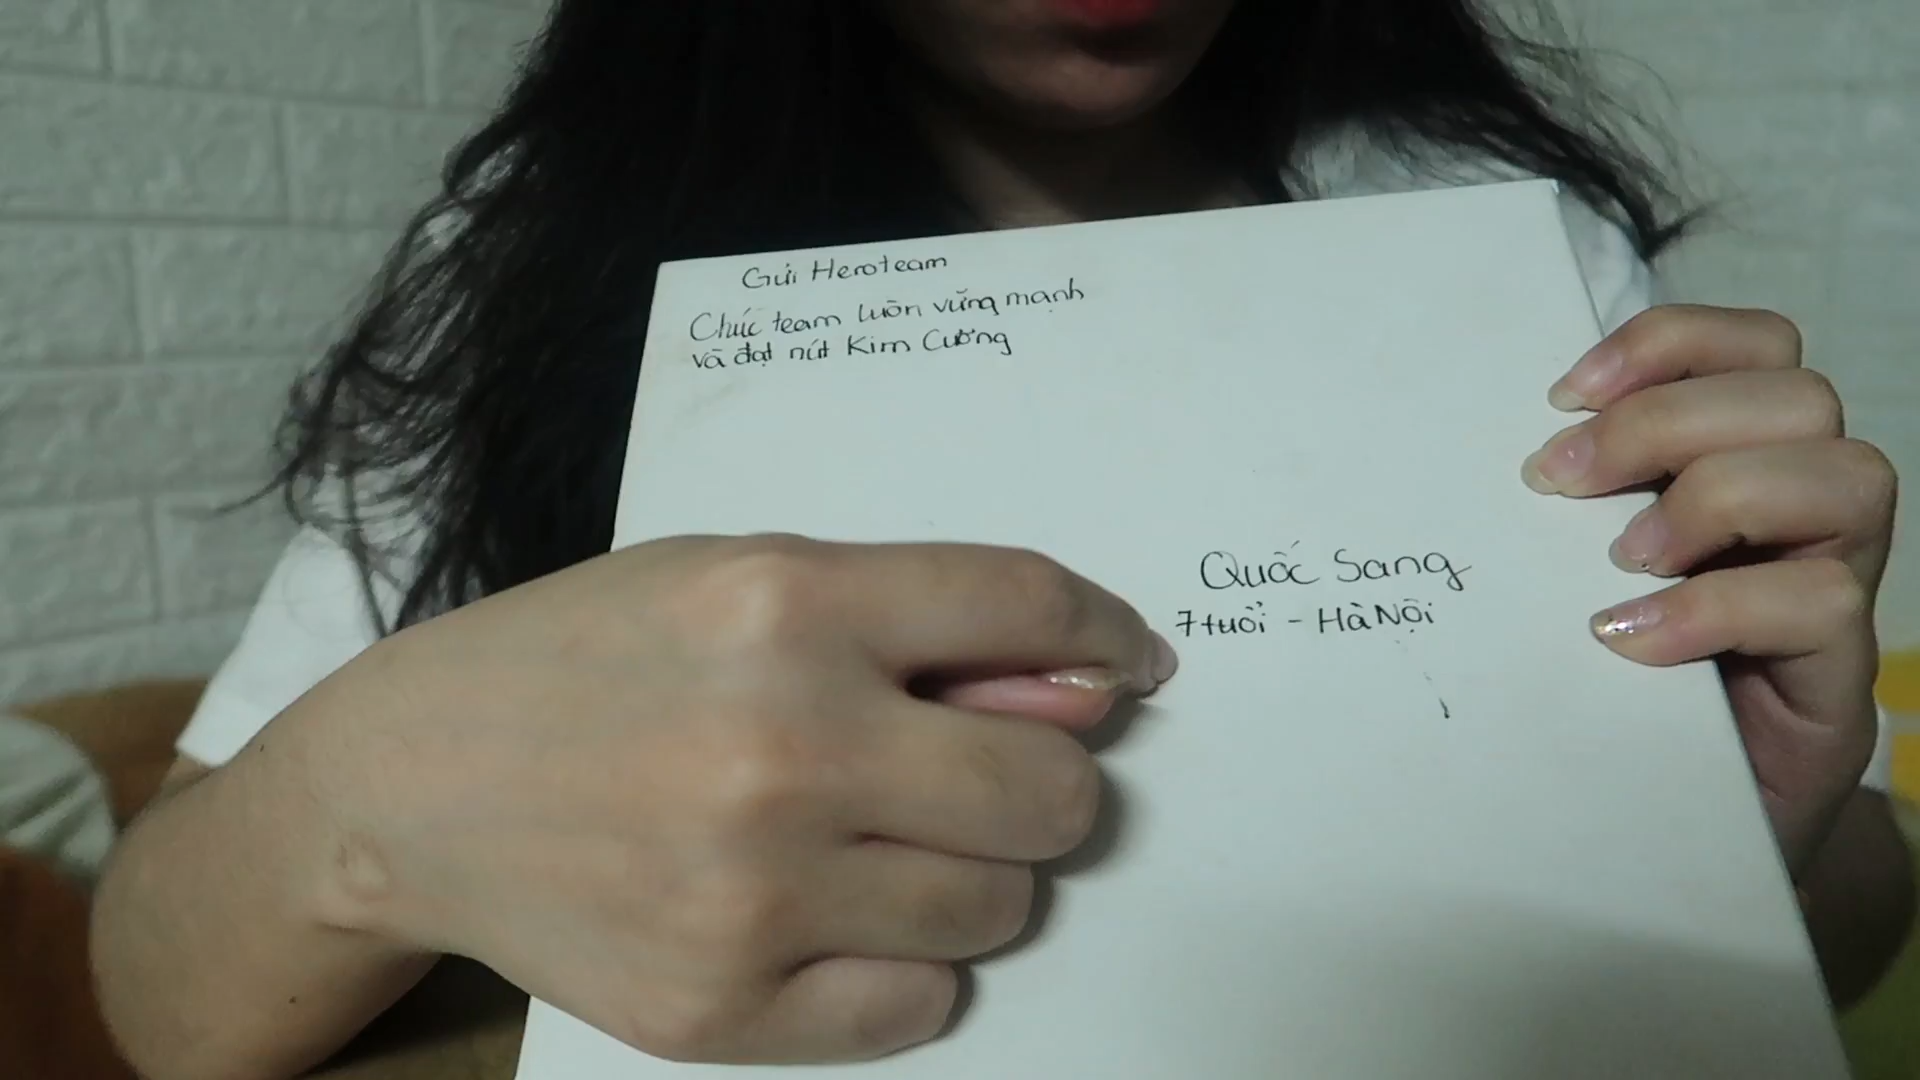 Gửi Heroteam
Chúc team luôn vững mạnh
và đạt nút Kim Cương
Quốc Sang
7 tuổi - Hà Nội